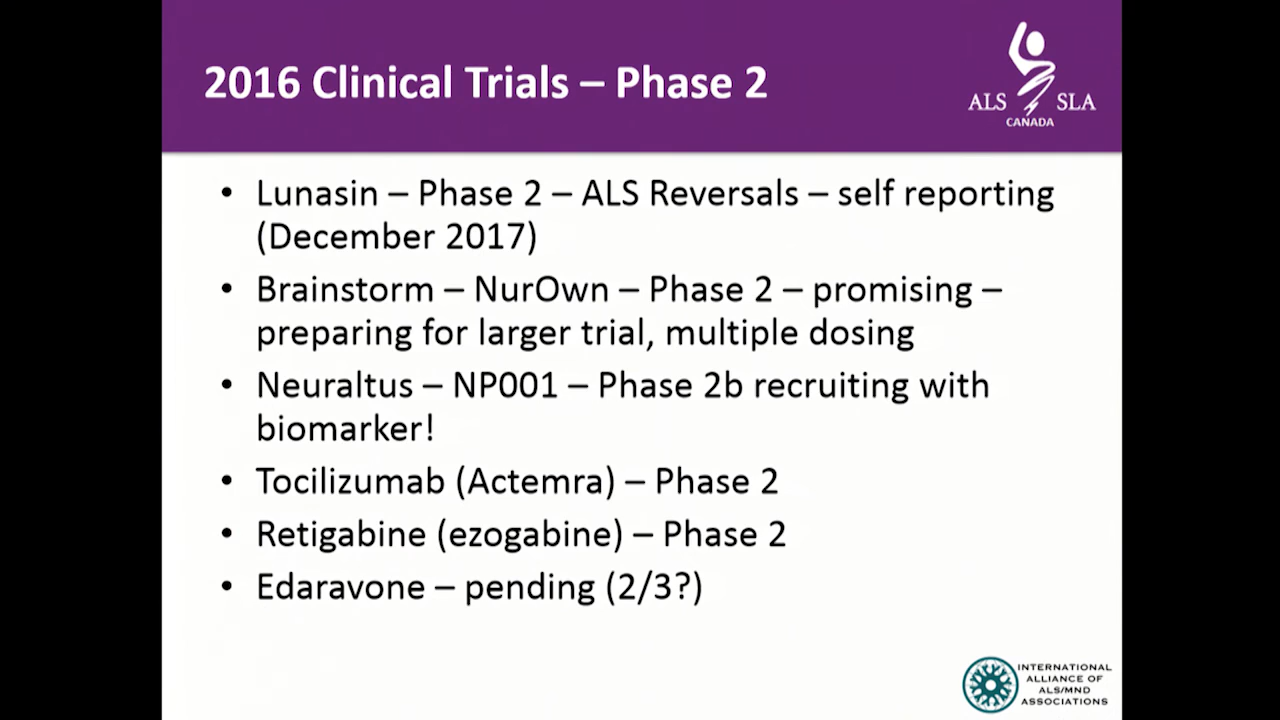 2016 Clinical Trials – Phase 2
ALS SLA
CANADA
• Lunasin – Phase 2 – ALS Reversals – self reporting
(December 2017)
• Brainstorm – NurOwn – Phase 2 – promising –
preparing for larger trial, multiple dosing
• Neuraltus – NP001 – Phase 2b recruiting with
biomarker!
• Tocilizumab (Actemra) – Phase 2
• Retigabine (ezogabine) – Phase 2
• Edaravone – pending (2/3?)
INTERNATIONAL
ALLIANCE OF
ALS/MND
ASSOCIATIONS